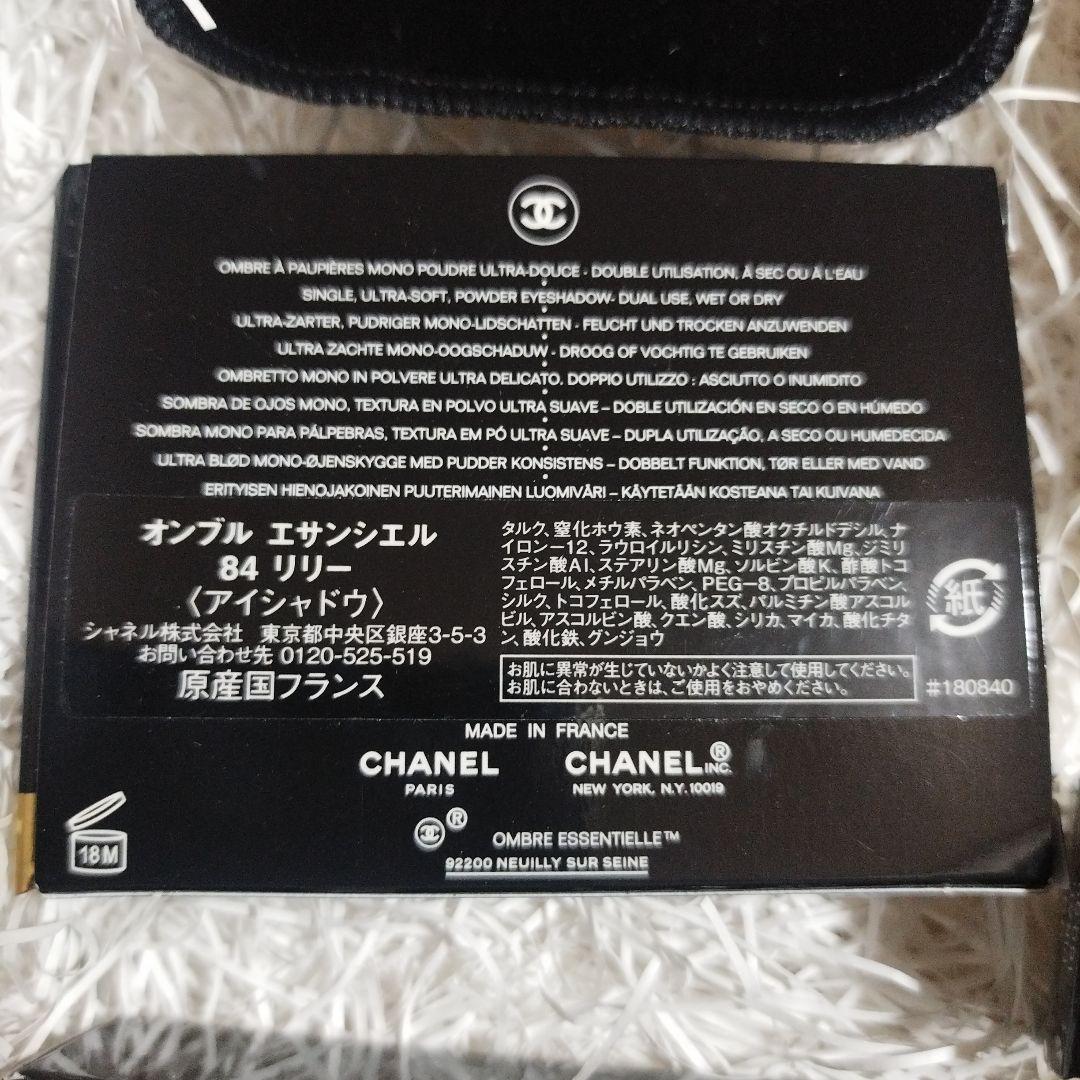 OMBRE À PAUPIÈRES MONO POUDRE ULTRA-DOUCE - DOUBLE UTILISATION, À SEC OU À L'EAU
SINGLE, ULTRA-SOFT, POWDER EYESHADOW- DUAL USE, WET OR DRY
ULTRA-ZARTER, PUDRIGER MONO-LIDSCHATTEN - FEUCHT UND TROCKEN ANZUWENDEN
ULTRA ZACHTE MONO-OOGSCHADUW - DROOG OF VOCHTIG TE GEBRUIKEN
OMBRETTO MONO IN POLVERE ULTRA DELICATO, DOPPIO UTILIZZO : ASCIUTTO O INUMIDITO
SOMBRA DE OJOS MONO, TEXTURA EN POLVO ULTRA SUAVE – DOBLE UTILIZACIÓN EN SECO O EN HÚMEDO
SOMBRA MONO PARA PÁLPEBRAS, TEXTURA EM PÓ ULTRA SUAVE – DUPLA UTILIZAÇÃO, A SECO OU HUMEDECIDA
ULTRA BLØD MONO-ØJENSKYGGE MED PUDDER KONSISTENS – DOBBELT FUNKTION, TØR ELLER MED VAND
ERITYISEN HIENOJAKOINEN PUUTERIMAINEN LUOMIVÄRI – KÄYTETÄÄN KOSTEANA TAI KUIVANA
オンブル エサンシエル
84 リリー
〈アイシャドウ〉
シャネル株式会社 東京都中央区銀座3-5-3
お問い合わせ先 0120-525-519
原産国フランス
タルク、窒化ホウ素、ネオペンタン酸オクチルドデシル、ナ
イロン-12、ラウロイルリシン、ミリスチン酸Mg、ジミリ
スチン酸Al、ステアリン酸Mg、ソルビン酸K、酢酸トコ
フェロール、メチルパラベン、PEG-8、プロピルパラベン、
シルク、トコフェロール、酸化スズ、パルミチン酸アスコル
ビル、アスコルビン酸、クエン酸、シリカ、マイカ、酸化チタ
ン、酸化鉄、グンジョウ
お肌に異常が生じていないかよく注意して使用してください。
お肌に合わないときは、ご使用をおやめください。
紙
#180840
MADE IN FRANCE
CHANEL
PARIS
CHANEL® INC.
NEW YORK, N.Y. 10019
®
OMBRE ESSENTIELLE™
92200 NEUILLY SUR SEINE
18M